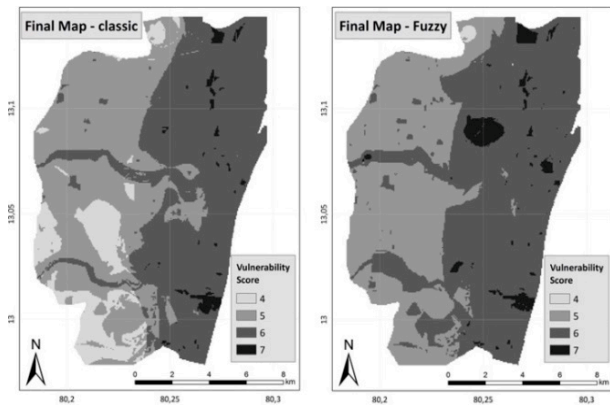 Final Map - classic
13,1
13,05
13
Vulnerability
Score
4
5
6
7
N
0 2 4 6 8
km
80,2 80,25 80,3
Final Map - Fuzzy
13,1
13,05
13
Vulnerability
Score
4
5
6
7
N
0 2 4 6 8
km
80,2 80,25 80,3